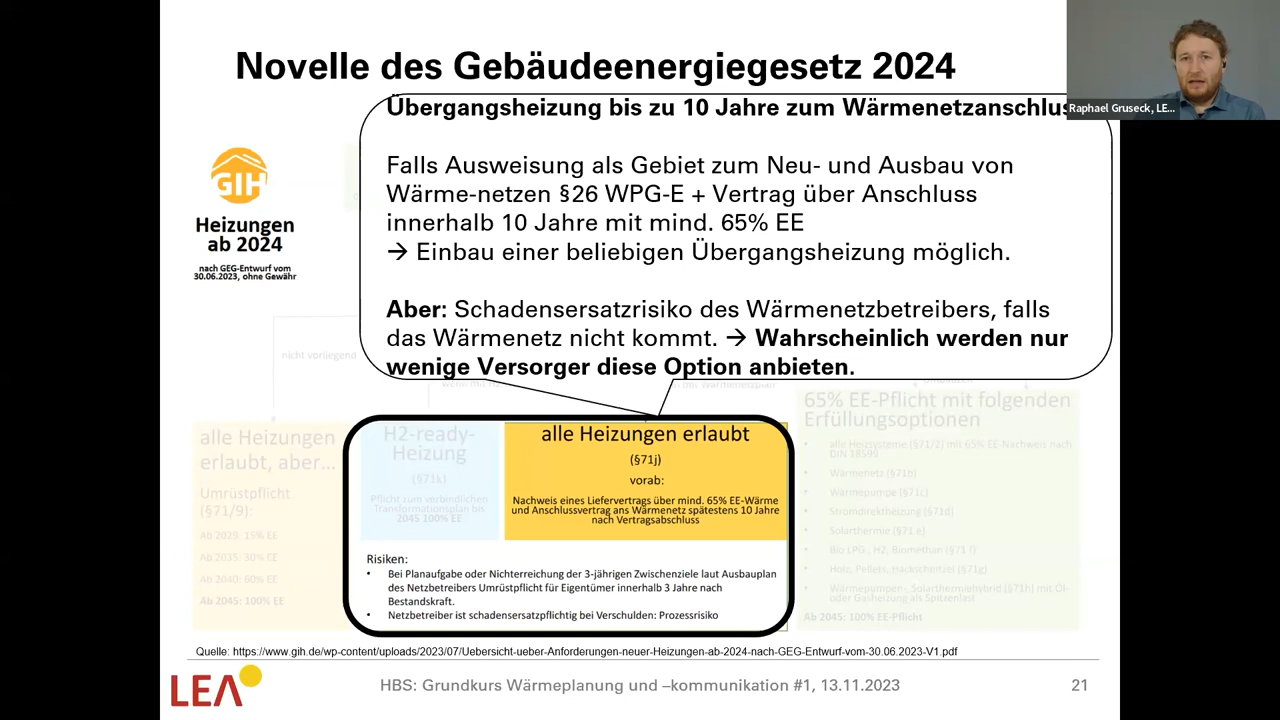 Novelle des Gebäudeenergiegesetz 2024
Raphael Gruseck, LE...
Übergangsheizung bis zu 10 Jahre zum Wärmenetzanschlus
Falls Ausweisung als Gebiet zum Neu- und Ausbau von
Wärme-netzen §26 WPG-E + Vertrag über Anschluss
innerhalb 10 Jahre mit mind. 65% EE
→ Einbau einer beliebigen Übergangsheizung möglich.
Aber: Schadensersatzrisiko des Wärmenetzbetreibers, falls
das Wärmenetz nicht kommt. → Wahrscheinlich werden nur
wenige Versorger diese Option anbieten.
GIH
Heizungen
ab 2024
nach GEG-Entwurf vom
30.06.2023, ohne Gewähr
nicht vorliegend
alle Heizungen
erlaubt, aber...
Umrüstpflicht
(§71/9):
Ab 2029: 15% EE
Ab 2035: 30% EE
Ab 2040: 60% EE
Ab 2045: 100% EE
H2-ready-
Heizung
(§71k)
Pflicht zum verbindlichen
Transformationsplan bis
2045 100% EE
alle Heizungen erlaubt
(§71j)
vorab:
Nachweis eines Liefervertrags über mind. 65% EE-Wärme
und Anschlussvertrag ans Wärmenetz spätestens 10 Jahre
nach Vertragsabschluss
Risiken:
• Bei Planaufgabe oder Nichterreichung der 3-jährigen Zwischenziele laut Ausbauplan
des Netzbetreibers Umrüstpflicht für Eigentümer innerhalb 3 Jahre nach
Bestandskraft.
• Netzbetreiber ist schadensersatzpflichtig bei Verschulden: Prozessrisiko
65% EE-Pflicht mit folgenden
Erfüllungsoptionen
• alle Heizsysteme (§71/2) mit 65% EE-Nachweis nach
DIN 18599
• Wärmenetz (§71b)
• Wärmepumpe (§71c)
• Stromdirektheizung (§71d)
• Solarthermie (§71 e)
• Bio LPG, H2, Biomethan (§71 f)
• Holz, Pellets, Hackschnitzel (§71g)
• Wärmepumpen-, Solarthermiehybrid (§71h) mit Öl-
oder Gasheizung als Spitzenlast
Ab 2045: 100% EE-Pflicht
Quelle: https://www.gih.de/wp-content/uploads/2023/07/Uebersicht-ueber-Anforderungen-neuer-Heizungen-ab-2024-nach-GEG-Entwurf-vom-30.06.2023-V1.pdf
LEA
HBS: Grundkurs Wärmeplanung und –kommunikation #1, 13.11.2023
21